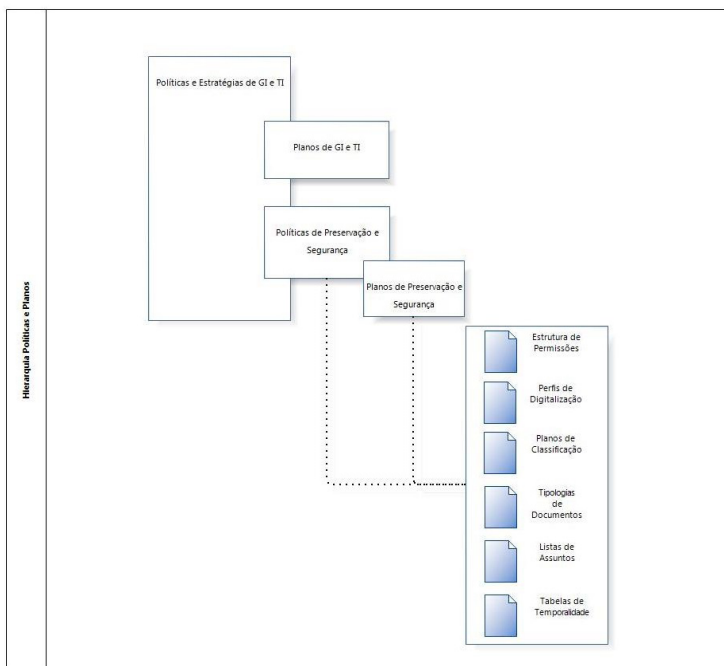 Hierarquia Políticas e Planos
Políticas e Estratégias de GI e TI
Planos de GI e TI
Políticas de Preservação e
Segurança
Planos de Preservação e
Segurança
Estrutura de
Permissões
Perfis de
Digitalização
Planos de
Classificação
Tipologias
de
Documentos
Listas de
Assuntos
Tabelas de
Temporalidade